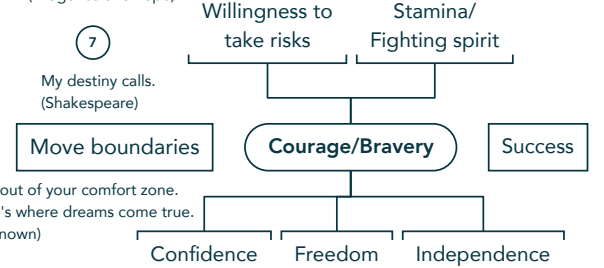 Willingness to
take risks
Stamina/
Fighting spirit
7
My destiny calls.
(Shakespeare)
Move boundaries
Courage/Bravery
Success
out of your comfort zone.
's where dreams come true.
Confidence
Freedom
Independence